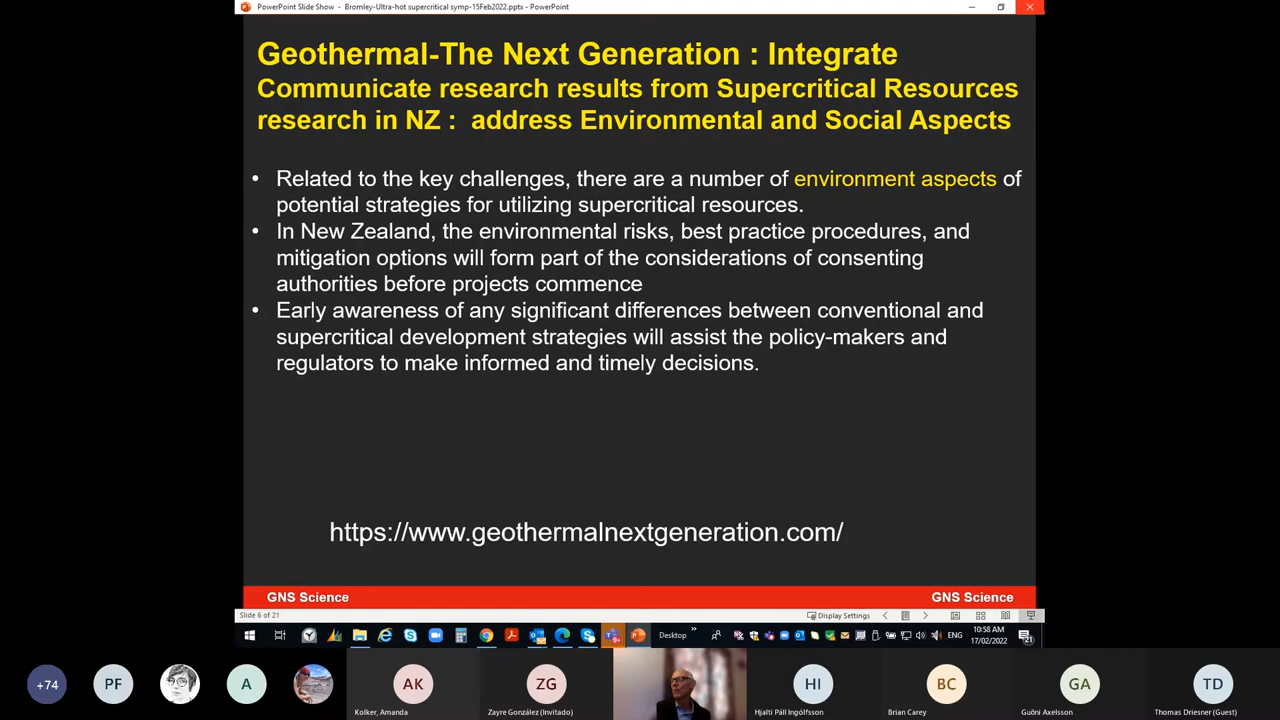 PowerPoint Slide Show - Bromley-Ultra-hot supercritical symp-15Feb2022.pptx - PowerPoint
Geothermal-The Next Generation : Integrate
Communicate research results from Supercritical Resources
research in NZ : address Environmental and Social Aspects
• Related to the key challenges, there are a number of environment aspects of
potential strategies for utilizing supercritical resources.
• In New Zealand, the environmental risks, best practice procedures, and
mitigation options will form part of the considerations of consenting
authorities before projects commence
• Early awareness of any significant differences between conventional and
supercritical development strategies will assist the policy-makers and
regulators to make informed and timely decisions.
https://www.geothermalnextgeneration.com/
GNS Science GNS Science
Slide 6 of 21 Display Settings
Desktop » ENG 10:58 AM
17/02/2022
21
+74 PF A AK ZG HI BC GA TD
Kolker, Amanda Zayre González (Invitado) Hjalti Páll Ingólfsson Brian Carey Guðni Axelsson Thomas Driesner (Guest)